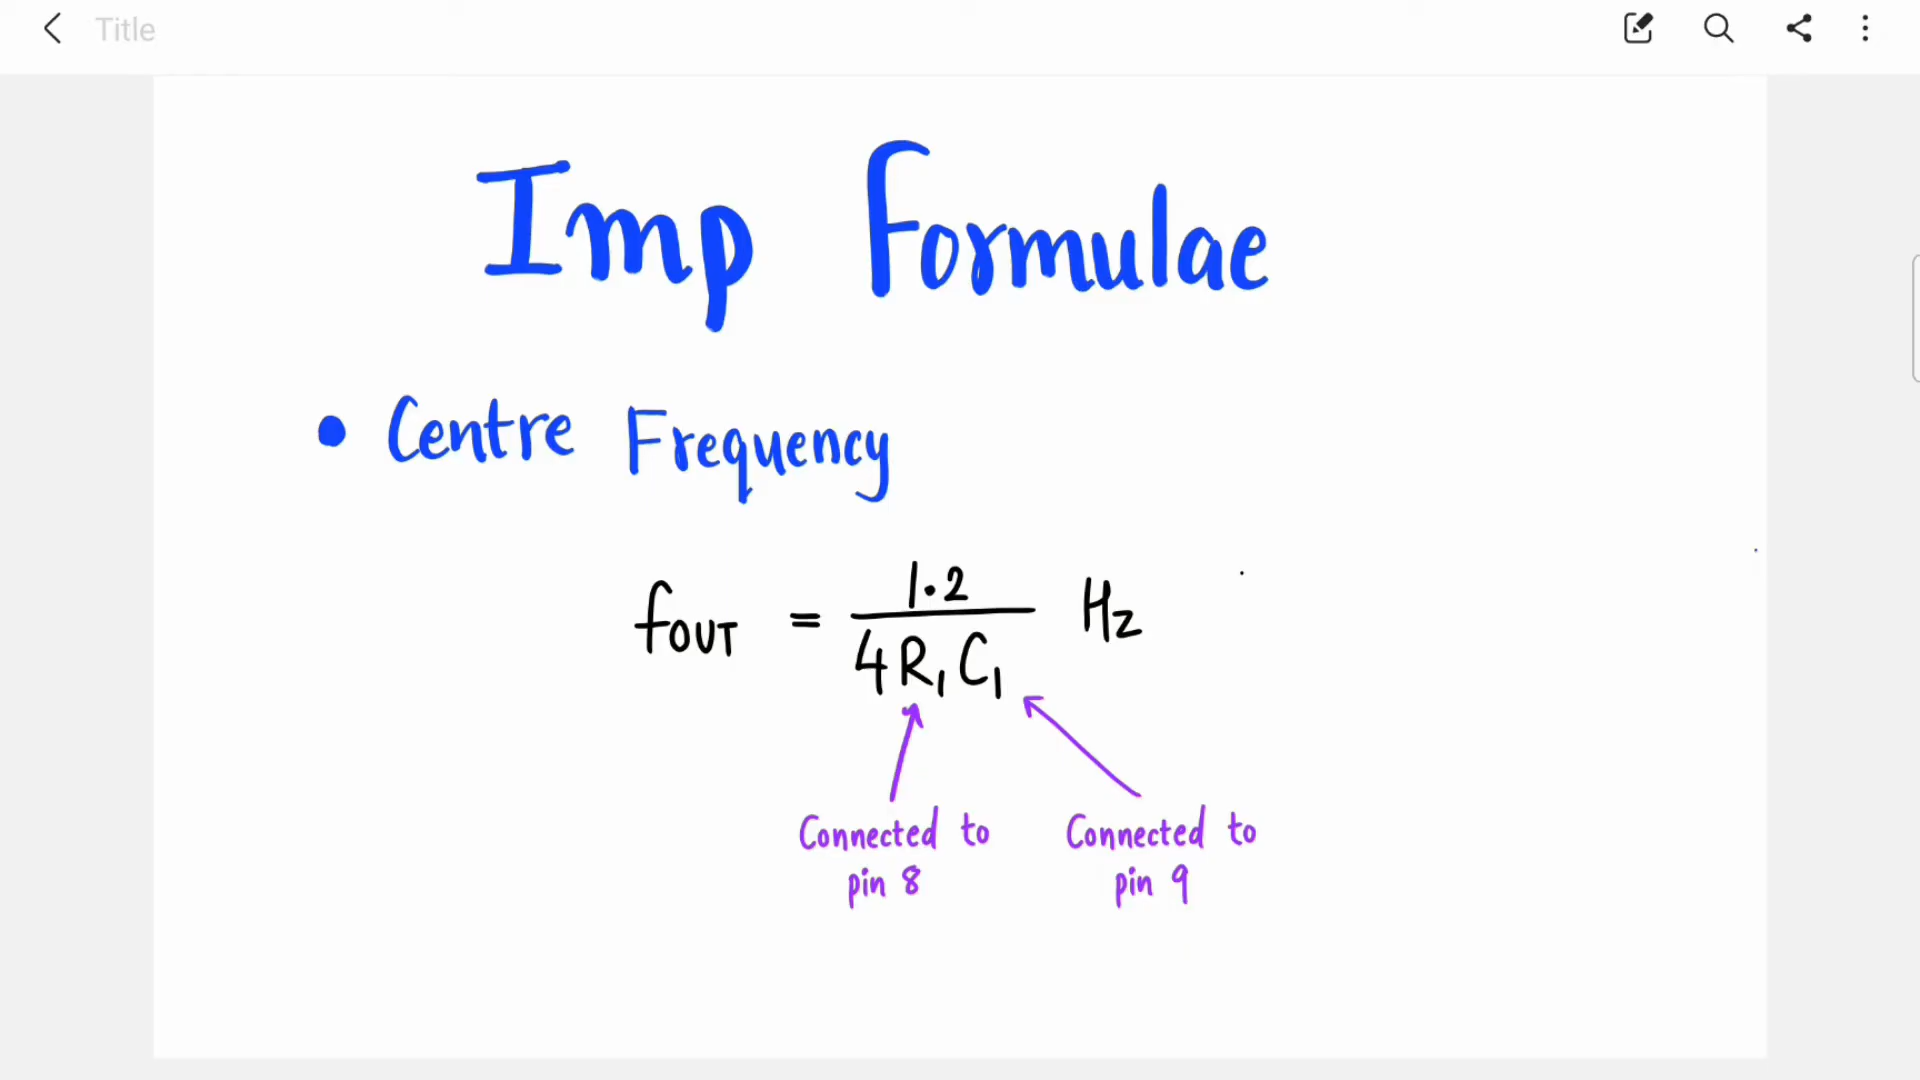 Title
Imp Formulae
• Centre Frequency
fOUT = 1.2 / 4R₁C₁ Hz
Connected to pin 8
Connected to pin 9